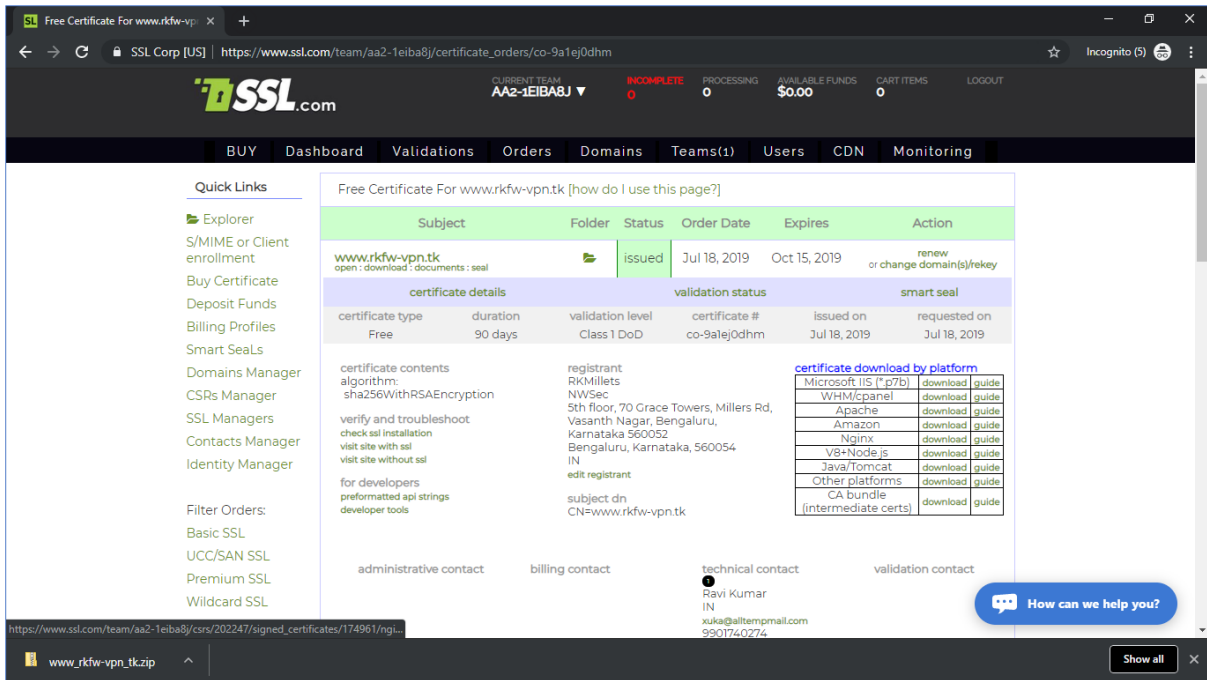 SL Free Certificate For www.rkfw-vp
SSL Corp [US] | https://www.ssl.com/team/aa2-1eiba8j/certificate_orders/co-9a1ej0dhm
Incognito (5)
SSL.com
CURRENT TEAM
AA2-1EIBA8J ▼
INCOMPLETE
0
PROCESSING
0
AVAILABLE FUNDS
$0.00
CART ITEMS
0
LOGOUT
BUY Dashboard Validations Orders Domains Teams(1) Users CDN Monitoring
Quick Links
Explorer
S/MIME or Client
enrollment
Buy Certificate
Deposit Funds
Billing Profiles
Smart SeaLs
Domains Manager
CSRs Manager
SSL Managers
Contacts Manager
Identity Manager
Filter Orders:
Basic SSL
UCC/SAN SSL
Premium SSL
Wildcard SSL
Free Certificate For www.rkfw-vpn.tk [how do I use this page?]
Subject Folder Status Order Date Expires Action
www.rkfw-vpn.tk issued Jul 18, 2019 Oct 15, 2019 renew
open : download : documents : seal or change domain(s)/rekey
certificate details validation status smart seal
certificate type duration validation level certificate # issued on requested on
Free 90 days Class 1 DoD co-9a1ej0dhm Jul 18, 2019 Jul 18, 2019
certificate contents
algorithm:
sha256WithRSAEncryption
verify and troubleshoot
check ssl installation
visit site with ssl
visit site without ssl
for developers
preformatted api strings
developer tools
registrant
RKMillets
NWSec
5th floor, 70 Grace Towers, Millers Rd,
Vasanth Nagar, Bengaluru,
Karnataka 560052
Bengaluru, Karnataka, 560054
IN
edit registrant
subject dn
CN=www.rkfw-vpn.tk
certificate download by platform
Microsoft IIS (*.p7b) download guide
WHM/cpanel download guide
Apache download guide
Amazon download guide
Nginx download guide
V8+Node.js download guide
Java/Tomcat download guide
Other platforms download guide
CA bundle
(intermediate certs) download guide
administrative contact billing contact technical contact validation contact
1
Ravi Kumar
IN
xuka@alltempmail.com
9901740274
How can we help you?
https://www.ssl.com/team/aa2-1eiba8j/csrs/202247/signed_certificates/174961/ngi...
www_rkfw-vpn_tk.zip
Show all